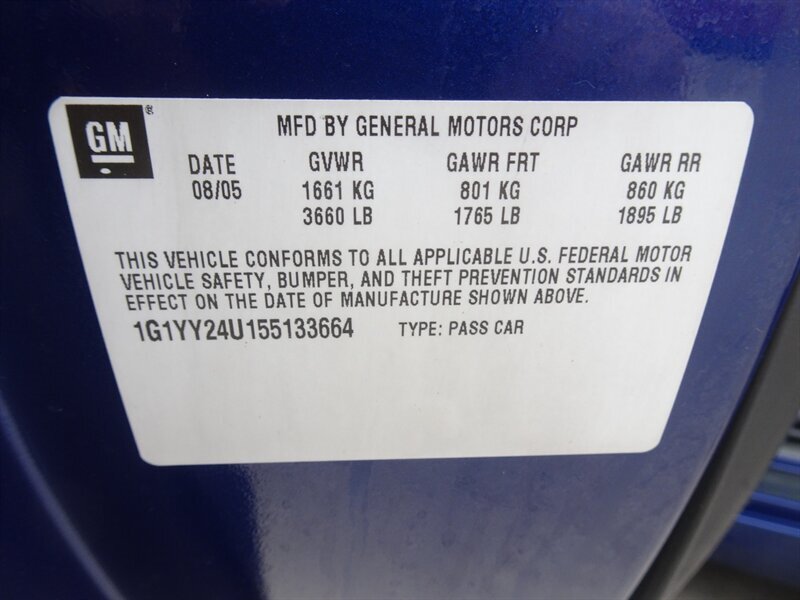 GM
MFD BY GENERAL MOTORS CORP
DATE GVWR GAWR FRT GAWR RR
08/05 1661 KG 801 KG 860 KG
3660 LB 1765 LB 1895 LB
THIS VEHICLE CONFORMS TO ALL APPLICABLE U.S. FEDERAL MOTOR
VEHICLE SAFETY, BUMPER, AND THEFT PREVENTION STANDARDS IN
EFFECT ON THE DATE OF MANUFACTURE SHOWN ABOVE.
1G1YY24U155133664 TYPE: PASS CAR